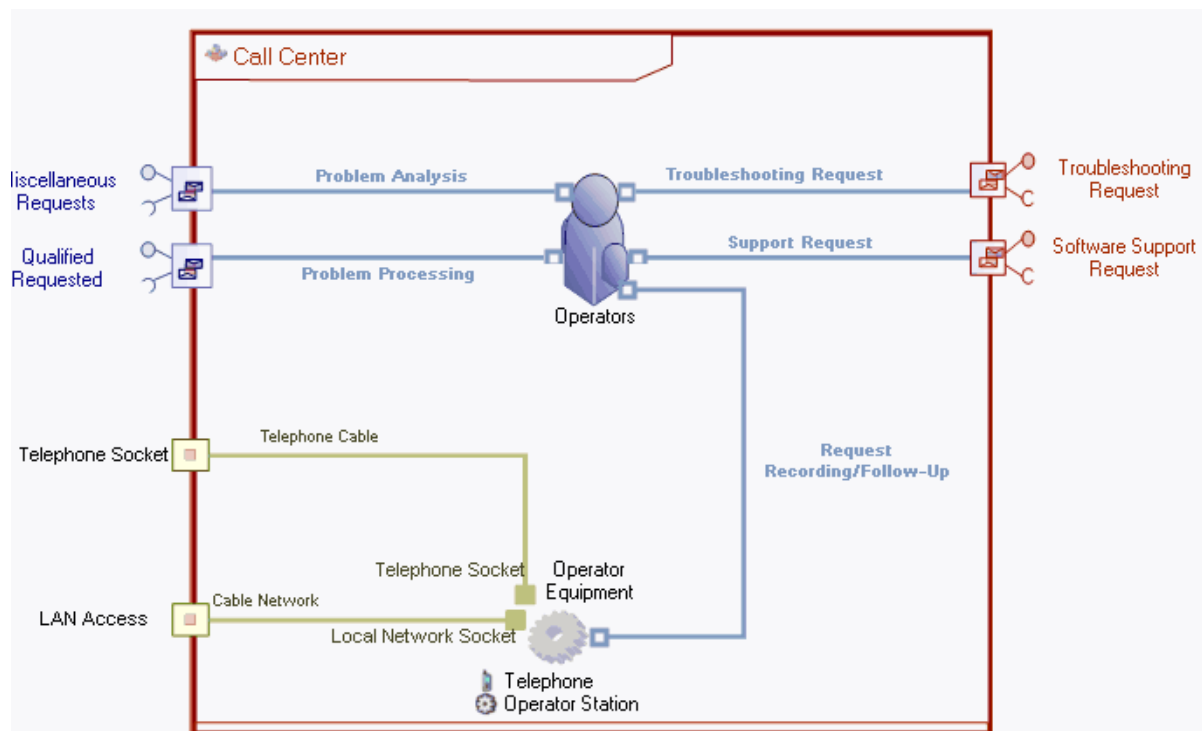 Call Center
Problem Analysis
Troubleshooting Request
Miscellaneous
Requests
Troubleshooting
Request
Support Request
Qualified
Requested
Problem Processing
Software Support
Request
Operators
Telephone Cable
Telephone Socket
Request
Recording/Follow-Up
Telephone Socket
Operator
Equipment
Cable Network
LAN Access
Local Network Socket
Telephone
Operator Station